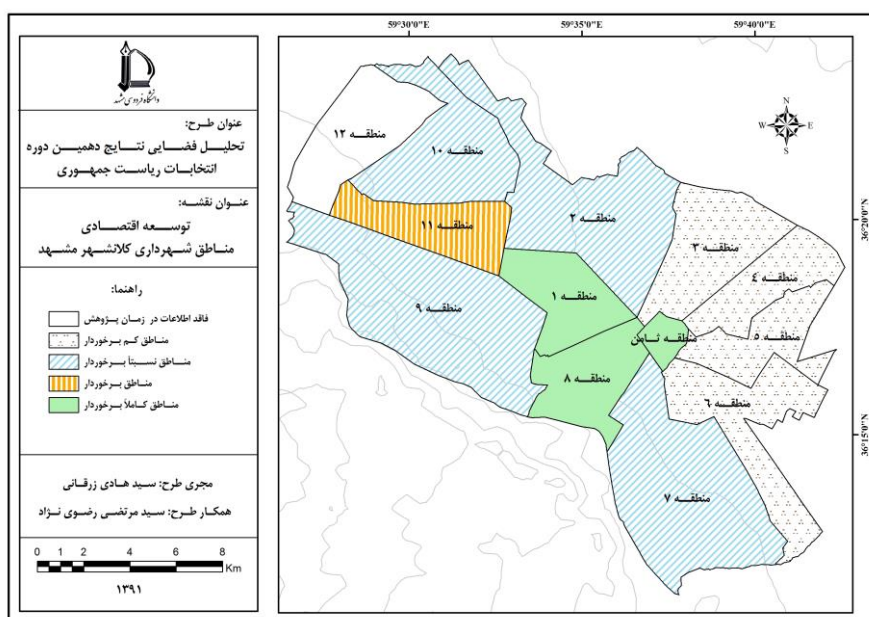 دانشگاه فردوسی مشهد
عنوان طرح:
تحلیل فضایی نتایج دهمین دوره
انتخابات ریاست جمهوری
عنوان نقشه:
توسعه اقتصادی
مناطق شهرداری کلانشهر مشهد
راهنما:
فاقد اطلاعات در زمان پژوهش
مناطق کم برخوردار
مناطق نسبتاً برخوردار
مناطق برخوردار
مناطق کاملاً برخوردار
مجری طرح: سید هادی زرقانی
همکار طرح: سید مرتضی رضوی نژاد
0 1 2 4 6 8
Km
۱۳۹۱
59°30'0"E
59°35'0"E
59°40'0"E
36°20'0"N
36°15'0"N
N
W E
S
منطقه ۱۲
منطقه ۱۰
منطقه ۲
منطقه ۱۱
منطقه ۳
منطقه ۴
منطقه ۹
منطقه ۱
منطقه ثامن
منطقه ۵
منطقه ۸
منطقه ۶
منطقه ۷